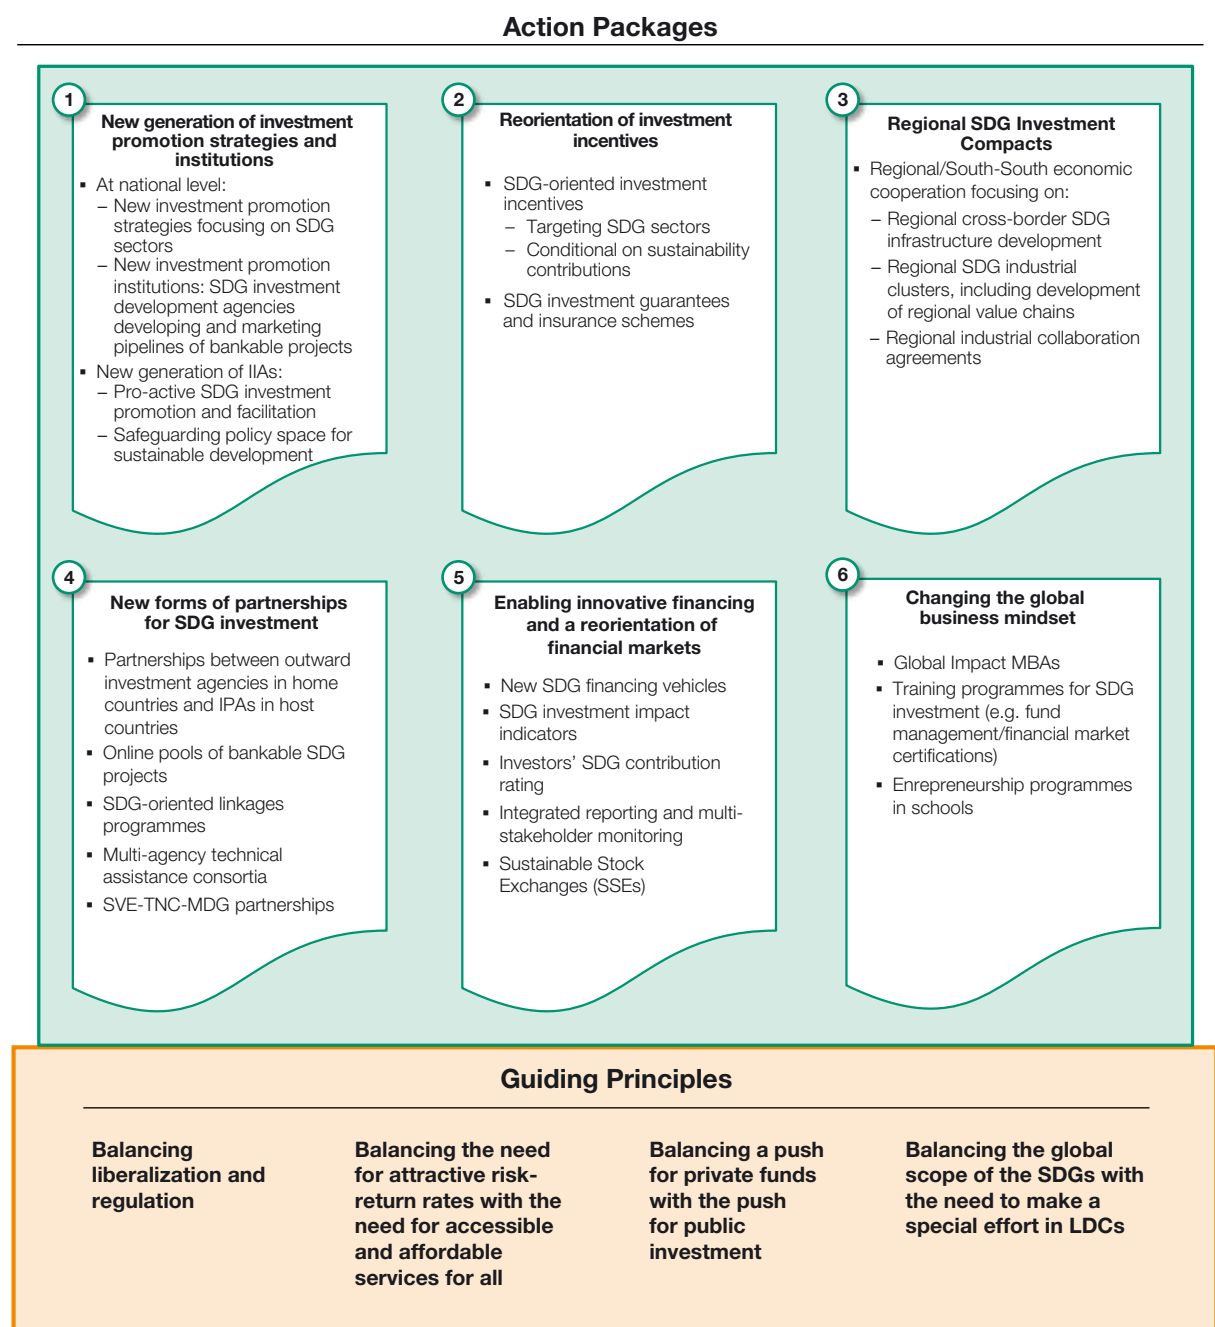 Action Packages
1
New generation of investment
promotion strategies and
institutions
▪ At national level:
– New investment promotion
strategies focusing on SDG
sectors
– New investment promotion
institutions: SDG investment
development agencies
developing and marketing
pipelines of bankable projects
▪ New generation of IIAs:
– Pro-active SDG investment
promotion and facilitation
– Safeguarding policy space for
sustainable development
2
Reorientation of investment
incentives
▪ SDG-oriented investment
incentives
– Targeting SDG sectors
– Conditional on sustainability
contributions
▪ SDG investment guarantees
and insurance schemes
3
Regional SDG Investment
Compacts
▪ Regional/South-South economic
cooperation focusing on:
– Regional cross-border SDG
infrastructure development
– Regional SDG industrial
clusters, including development
of regional value chains
– Regional industrial collaboration
agreements
4
New forms of partnerships
for SDG investment
▪ Partnerships between outward
investment agencies in home
countries and IPAs in host
countries
▪ Online pools of bankable SDG
projects
▪ SDG-oriented linkages
programmes
▪ Multi-agency technical
assistance consortia
▪ SVE-TNC-MDG partnerships
5
Enabling innovative financing
and a reorientation of
financial markets
▪ New SDG financing vehicles
▪ SDG investment impact
indicators
▪ Investors’ SDG contribution
rating
▪ Integrated reporting and multi-
stakeholder monitoring
▪ Sustainable Stock
Exchanges (SSEs)
6
Changing the global
business mindset
▪ Global Impact MBAs
▪ Training programmes for SDG
investment (e.g. fund
management/financial market
certifications)
▪ Enrepreneurship programmes
in schools
Guiding Principles
Balancing
liberalization and
regulation
Balancing the need
for attractive risk-
return rates with the
need for accessible
and affordable
services for all
Balancing a push
for private funds
with the push
for public
investment
Balancing the global
scope of the SDGs with
the need to make a
special effort in LDCs